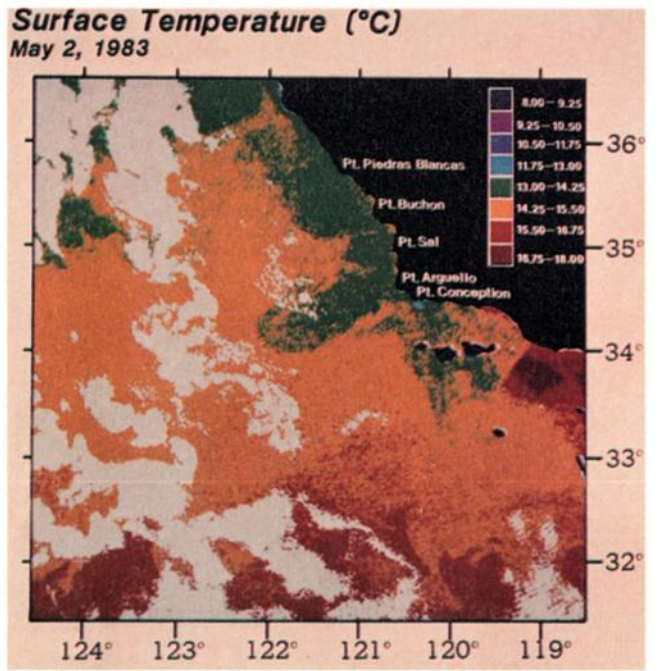 Surface Temperature (°C)
May 2, 1983
8.00–9.25
9.25–10.50
10.50–11.75
11.75–13.00
13.00–14.25
14.25–15.50
15.50–16.75
16.75–18.00
Pt. Piedras Blancas
Pt. Buchon
Pt. Sal
Pt. Arguello
Pt. Conception
36°
35°
34°
33°
32°
124° 123° 122° 121° 120° 119°